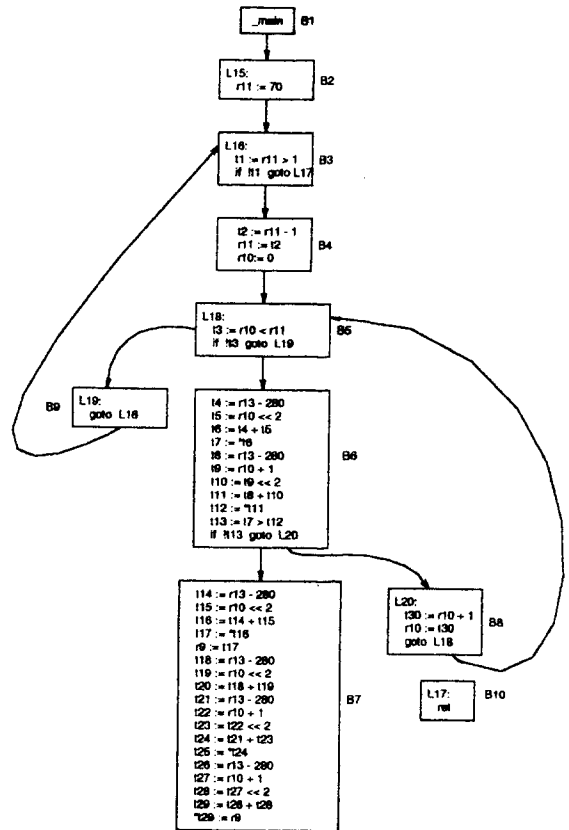 _main B1
L15:
r11 := 70
B2
L16:
t1 := r11 > 1
if !t1 goto L17
B3
t2 := r11 - 1
r11 := t2
r10:= 0
B4
L18:
t3 := r10 < r11
if !t3 goto L19
B5
B9
L19:
goto L16
t4 := r13 - 280
t5 := r10 << 2
t6 := t4 + t5
t7 := *t6
t8 := r13 - 280
t9 := r10 + 1
t10 := t9 << 2
t11 := t8 + t10
t12 := *t11
t13 := t7 > t12
if !t13 goto L20
B6
t14 := r13 - 280
t15 := r10 << 2
t16 := t14 + t15
t17 := *t16
r9 := t17
t18 := r13 - 280
t19 := r10 << 2
t20 := t18 + t19
t21 := r13 - 280
t22 := r10 + 1
t23 := t22 << 2
t24 := t21 + t23
t25 := *t24
t26 := r13 - 280
t27 := r10 + 1
t28 := t27 << 2
t29 := t26 + t28
*t29 := r9
B7
L20:
t30 := r10 + 1
r10 := t30
goto L18
B8
L17:
ret
B10